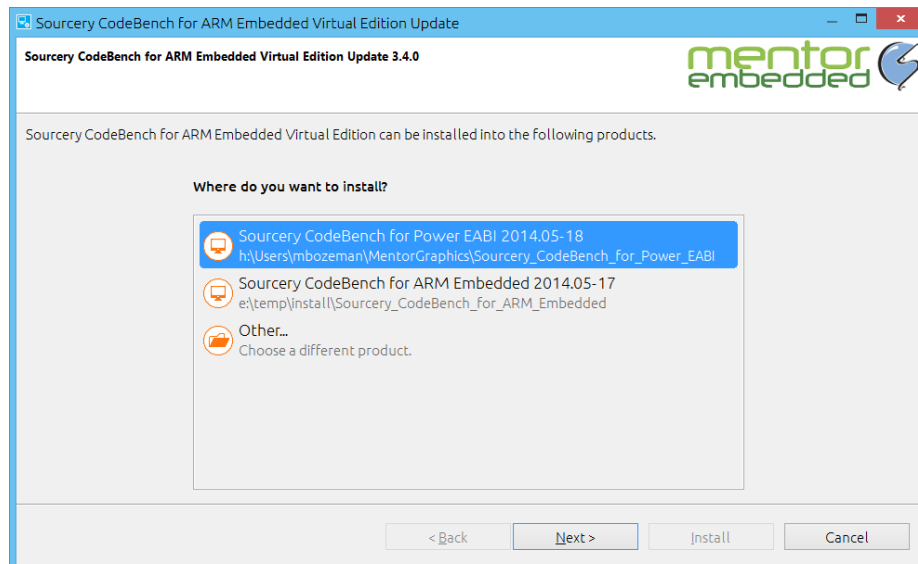 Sourcery CodeBench for ARM Embedded Virtual Edition Update
Sourcery CodeBench for ARM Embedded Virtual Edition Update 3.4.0
mentor
embedded
Sourcery CodeBench for ARM Embedded Virtual Edition can be installed into the following products.
Where do you want to install?
Sourcery CodeBench for Power EABI 2014.05-18
h:\Users\mbozeman\MentorGraphics\Sourcery_CodeBench_for_Power_EABI
Sourcery CodeBench for ARM Embedded 2014.05-17
e:\temp\install\Sourcery_CodeBench_for_ARM_Embedded
Other...
Choose a different product.
< Back Next > Install Cancel